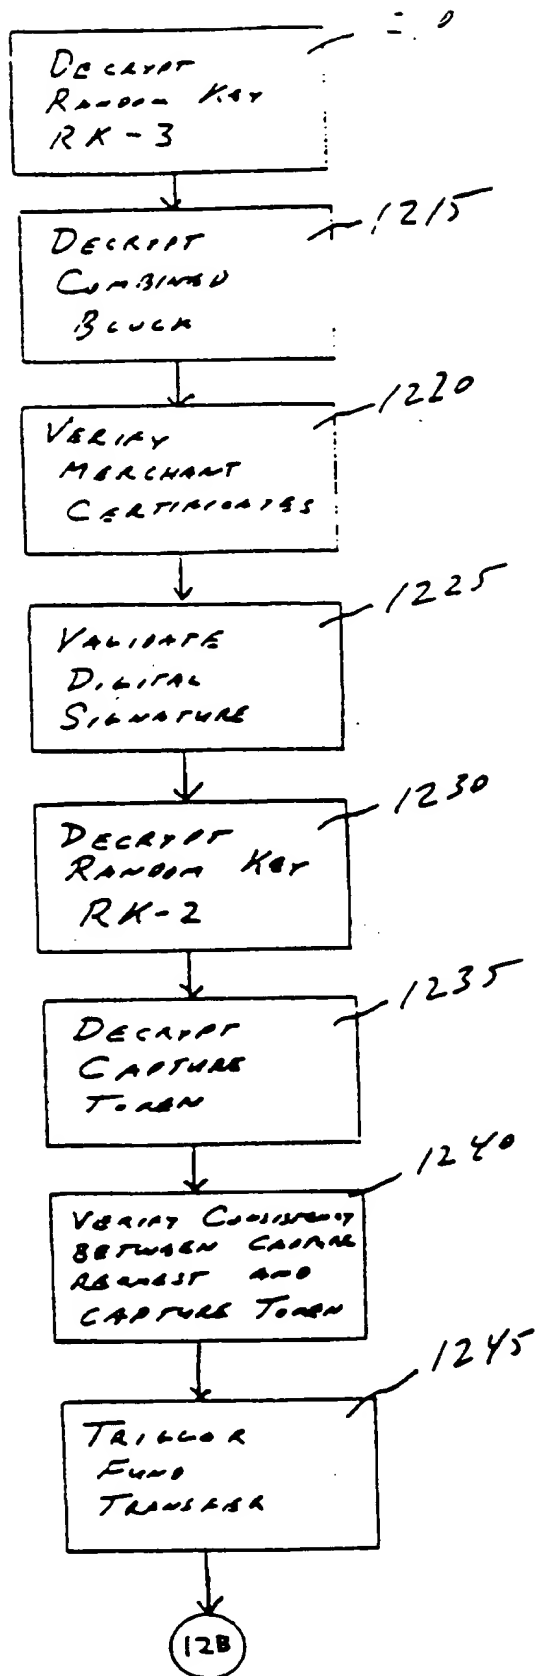 DECRYPT
RANDOM KEY
RK-3
1215
DECRYPT
COMBINED
BLOCK
1220
VERIFY
MERCHANT
CERTIFICATES
1225
VALIDATE
DIGITAL
SIGNATURE
1230
DECRYPT
RANDOM KEY
RK-2
1235
DECRYPT
CAPTURE
TOKEN
1240
VERIFY CONSISTENCY
BETWEEN CAPTURE
REQUEST AND
CAPTURE TOKEN
1245
TRIGGER
FUND
TRANSFER
12B